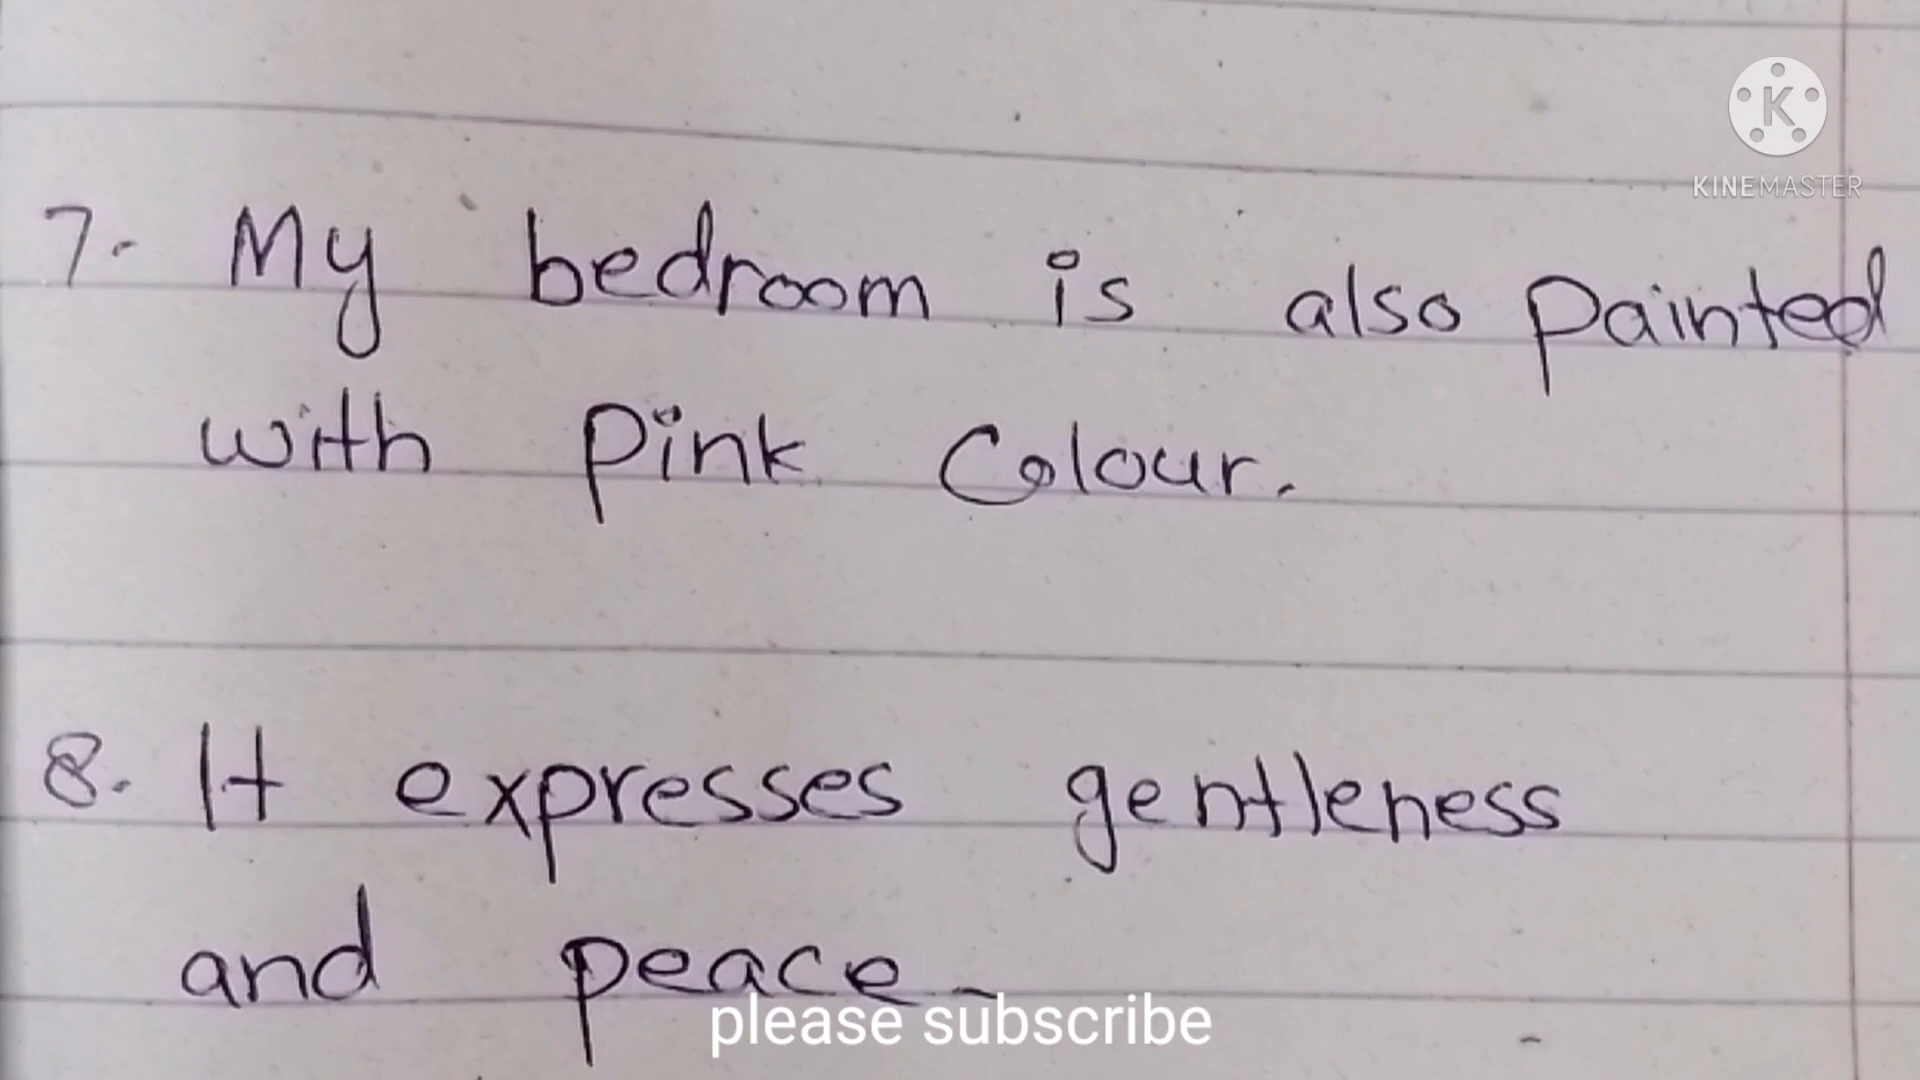 K
KINEMASTER
7. My bedroom is also painted
with pink Colour.
8. It expresses gentleness
and peace.
please subscribe